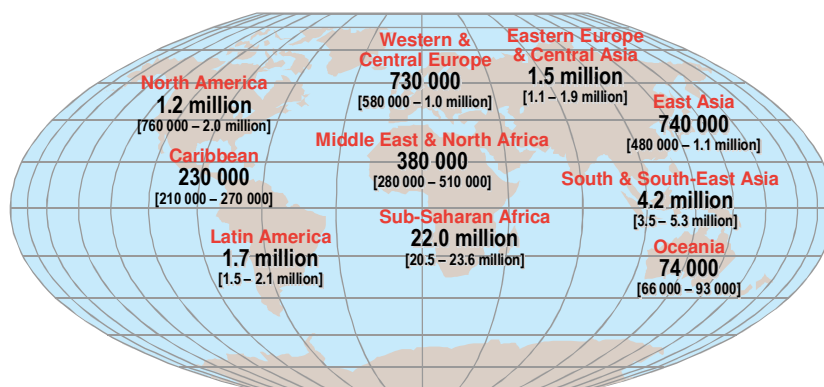 Western &
Central Europe
730 000
[580 000 – 1.0 million]
Eastern Europe
& Central Asia
1.5 million
[1.1 – 1.9 million]
North America
1.2 million
[760 000 – 2.0 million]
East Asia
740 000
[480 000 – 1.1 million]
Middle East & North Africa
380 000
[280 000 – 510 000]
Caribbean
230 000
[210 000 – 270 000]
South & South-East Asia
4.2 million
[3.5 – 5.3 million]
Sub-Saharan Africa
22.0 million
[20.5 – 23.6 million]
Latin America
1.7 million
[1.5 – 2.1 million]
Oceania
74 000
[66 000 – 93 000]